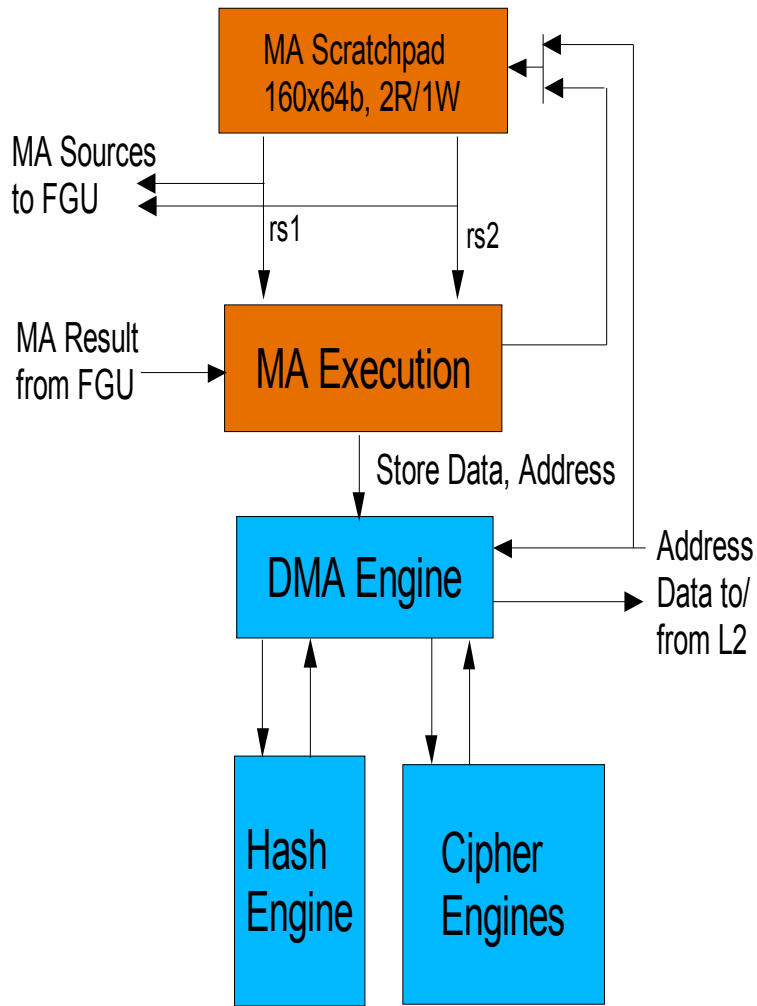 MA Scratchpad
160x64b, 2R/1W
MA Sources
to FGU
rs1
rs2
MA Result
from FGU
MA Execution
Store Data, Address
DMA Engine
Address
Data to/
from L2
Hash
Engine
Cipher
Engines